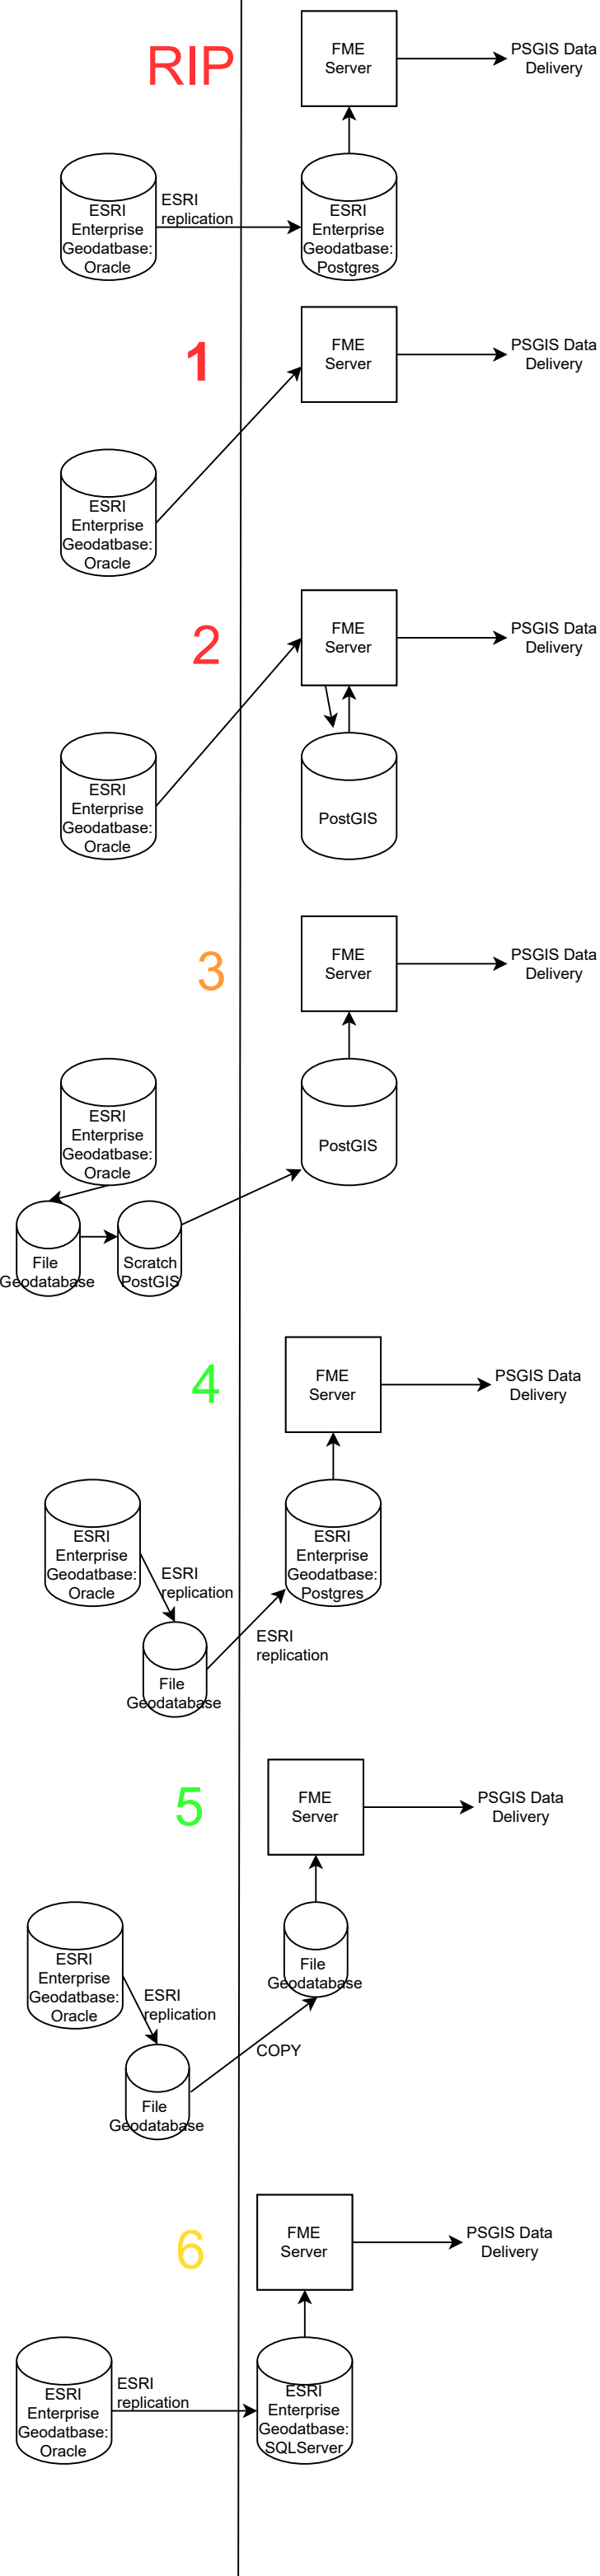 RIP
FME
Server
PSGIS Data
Delivery
ESRI
Enterprise
Geodatbase:
Oracle
ESRI
replication
ESRI
Enterprise
Geodatbase:
Postgres
1
FME
Server
PSGIS Data
Delivery
ESRI
Enterprise
Geodatbase:
Oracle
2
FME
Server
PSGIS Data
Delivery
ESRI
Enterprise
Geodatbase:
Oracle
PostGIS
3
FME
Server
PSGIS Data
Delivery
ESRI
Enterprise
Geodatbase:
Oracle
PostGIS
File
Geodatabase
Scratch
PostGIS
4
FME
Server
PSGIS Data
Delivery
ESRI
Enterprise
Geodatbase:
Oracle
ESRI
replication
ESRI
Enterprise
Geodatbase:
Postgres
File
Geodatabase
ESRI
replication
5
FME
Server
PSGIS Data
Delivery
ESRI
Enterprise
Geodatbase:
Oracle
ESRI
replication
File
Geodatabase
File
Geodatabase
COPY
6
FME
Server
PSGIS Data
Delivery
ESRI
Enterprise
Geodatbase:
Oracle
ESRI
replication
ESRI
Enterprise
Geodatbase:
SQLServer